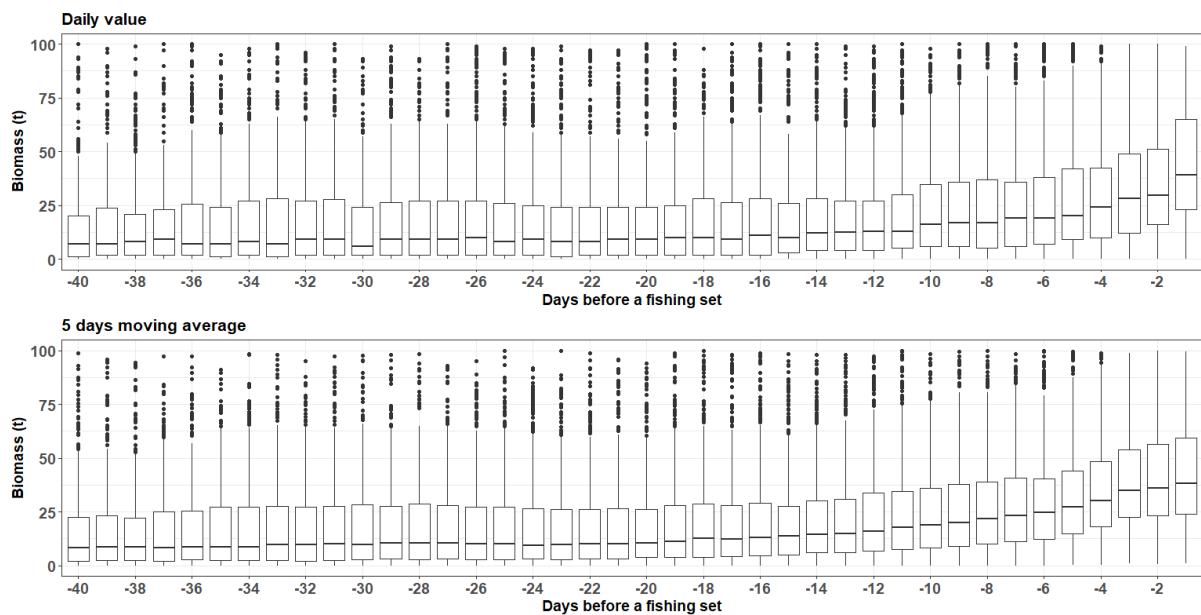 Daily value
100
75
50
25
0
Biomass (t)
-40 -38 -36 -34 -32 -30 -28 -26 -24 -22 -20 -18 -16 -14 -12 -10 -8 -6 -4 -2
Days before a fishing set
5 days moving average
100
75
50
25
0
Biomass (t)
-40 -38 -36 -34 -32 -30 -28 -26 -24 -22 -20 -18 -16 -14 -12 -10 -8 -6 -4 -2
Days before a fishing set